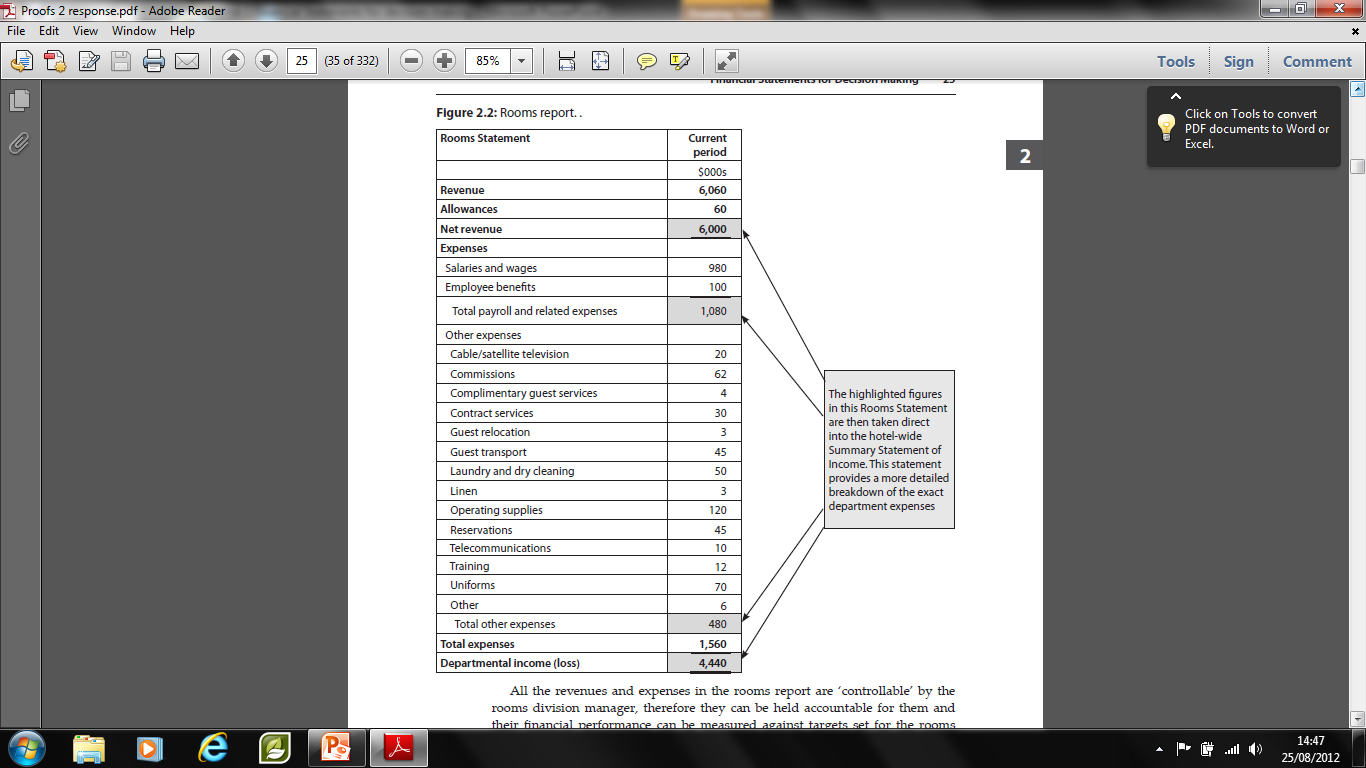 Proofs 2 response.pdf - Adobe Reader
File Edit View Window Help
25 (35 of 332) 85% Tools Sign Comment
Click on Tools to convert
PDF documents to Word or
Excel.
Financial Statements for Decision Making 25
2
Figure 2.2: Rooms report. .
Rooms Statement Current
period
$000s
Revenue 6,060
Allowances 60
Net revenue 6,000
Expenses
Salaries and wages 980
Employee benefits 100
Total payroll and related expenses 1,080
Other expenses
Cable/satellite television 20
Commissions 62
Complimentary guest services 4
Contract services 30
Guest relocation 3
Guest transport 45
Laundry and dry cleaning 50
Linen 3
Operating supplies 120
Reservations 45
Telecommunications 10
Training 12
Uniforms 70
Other 6
Total other expenses 480
Total expenses 1,560
Departmental income (loss) 4,440
The highlighted figures
in this Rooms Statement
are then taken direct
into the hotel-wide
Summary Statement of
Income. This statement
provides a more detailed
breakdown of the exact
department expenses
All the revenues and expenses in the rooms report are ‘controllable’ by the
rooms division manager, therefore they can be held accountable for them and
their financial performance can be measured against targets set for the rooms
14:47
25/08/2012